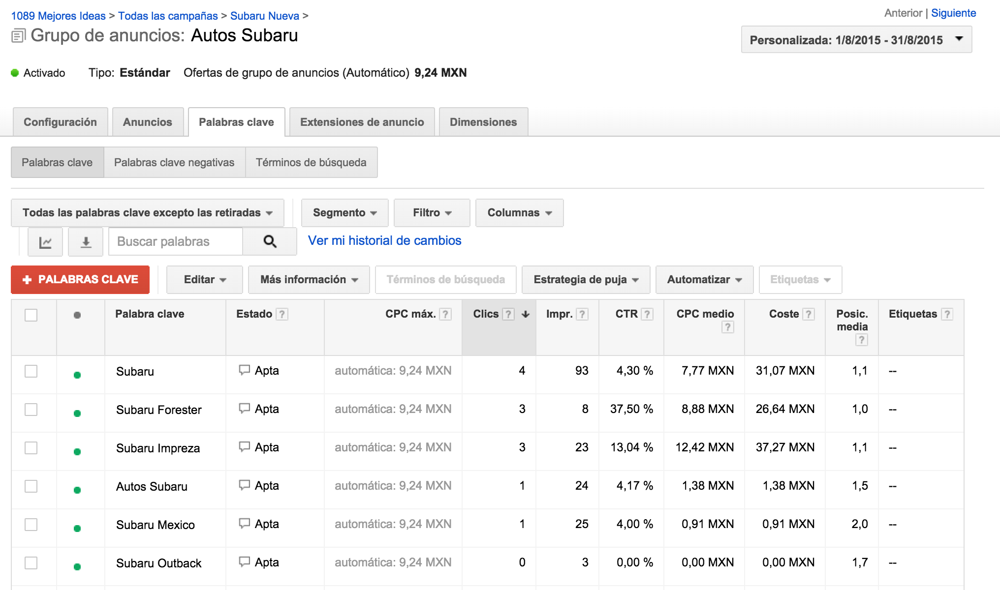 1089 Mejores Ideas > Todas las campañas > Subaru Nueva >
Anterior | Siguiente
Grupo de anuncios: Autos Subaru
Personalizada: 1/8/2015 - 31/8/2015
Activado Tipo: Estándar Ofertas de grupo de anuncios (Automático) 9,24 MXN
Configuración Anuncios Palabras clave Extensiones de anuncio Dimensiones
Palabras clave Palabras clave negativas Términos de búsqueda
Todas las palabras clave excepto las retiradas Segmento Filtro Columnas
Buscar palabras Ver mi historial de cambios
+ PALABRAS CLAVE Editar Más información Términos de búsqueda Estrategia de puja Automatizar Etiquetas
Palabra clave Estado ? CPC máx. ? Clics ? Impr. ? CTR ? CPC medio ? Coste ? Posic. media ? Etiquetas ?
Subaru Apta automática: 9,24 MXN 4 93 4,30 % 7,77 MXN 31,07 MXN 1,1 --
Subaru Forester Apta automática: 9,24 MXN 3 8 37,50 % 8,88 MXN 26,64 MXN 1,0 --
Subaru Impreza Apta automática: 9,24 MXN 3 23 13,04 % 12,42 MXN 37,27 MXN 1,1 --
Autos Subaru Apta automática: 9,24 MXN 1 24 4,17 % 1,38 MXN 1,38 MXN 1,5 --
Subaru Mexico Apta automática: 9,24 MXN 1 25 4,00 % 0,91 MXN 0,91 MXN 2,0 --
Subaru Outback Apta automática: 9,24 MXN 0 3 0,00 % 0,00 MXN 0,00 MXN 1,7 --